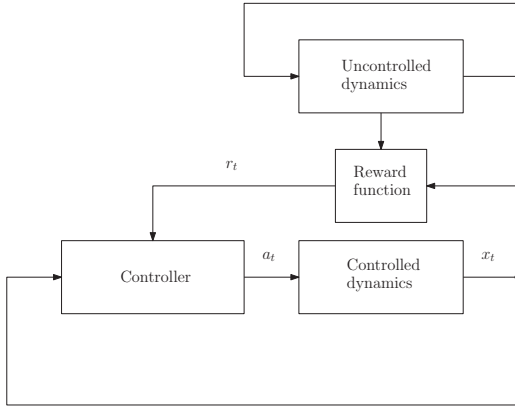 Uncontrolled
dynamics
Reward
function
r_t
Controller
a_t
Controlled
dynamics
x_t